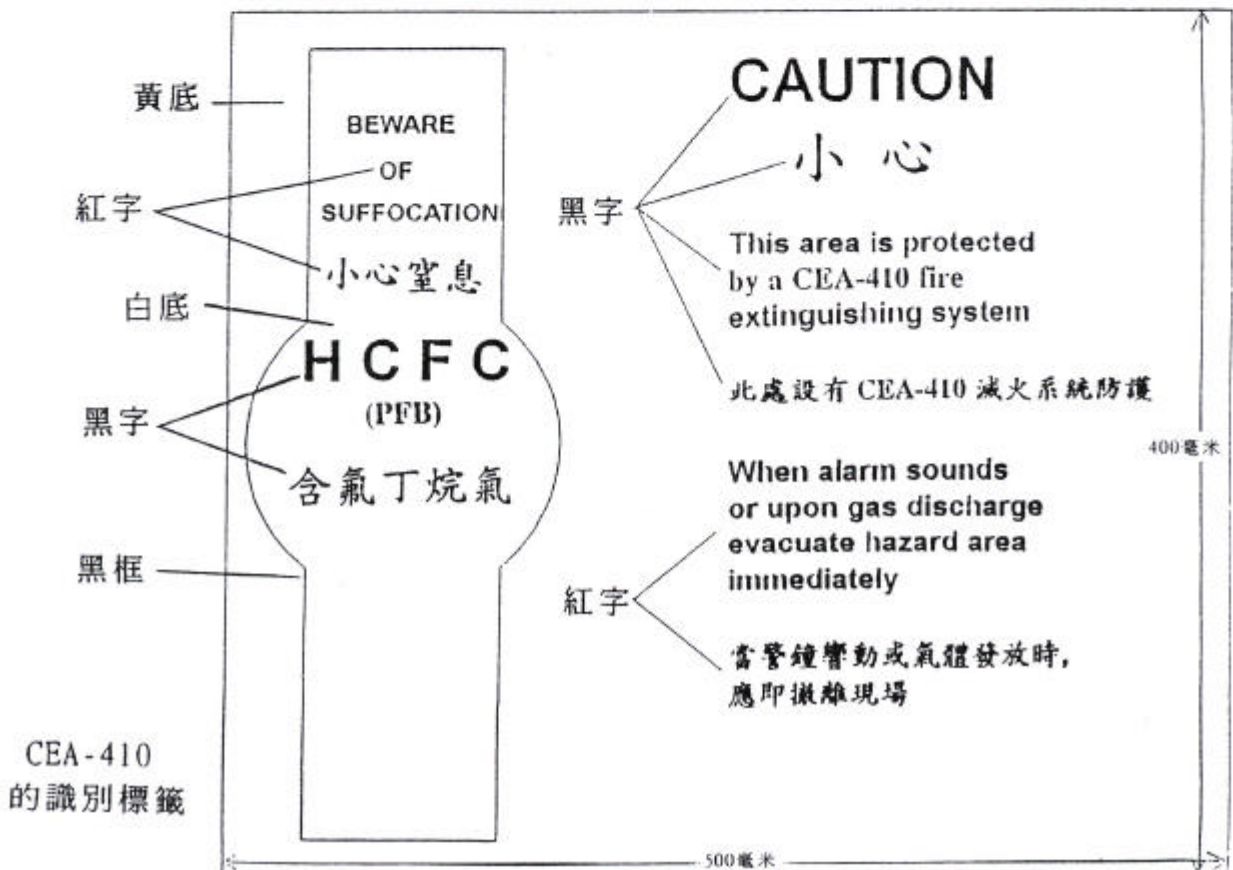 黃底
BEWARE
OF
SUFFOCATION
紅字
小心窒息
白底
HCFC
(PFB)
黑字
含氟丁烷氣
黑框
CEA-410
的識別標籤
CAUTION
小心
黑字
This area is protected
by a CEA-410 fire
extinguishing system
此處設有 CEA-410 滅火系統防護
400毫米
When alarm sounds
or upon gas discharge
evacuate hazard area
immediately
紅字
當警鐘響動或氣體發放時,
應即撤離現場
500毫米